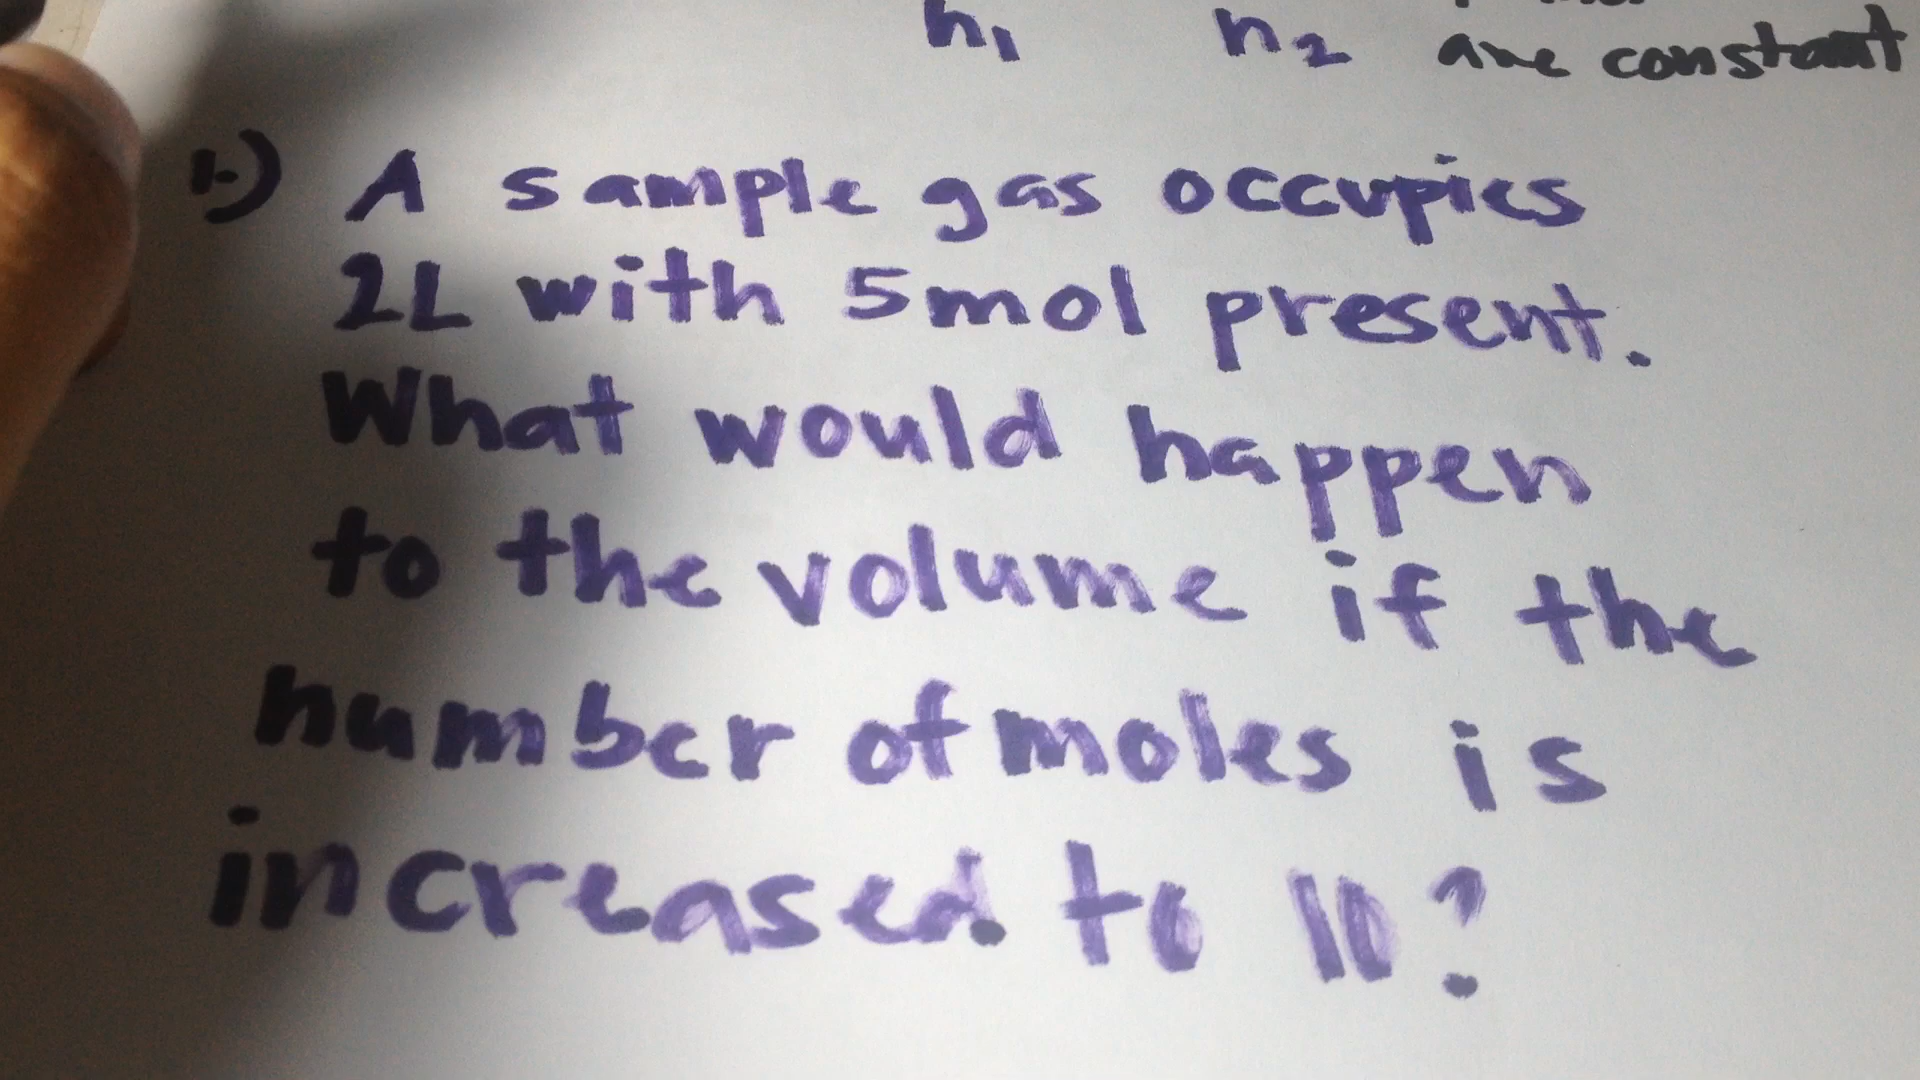 n₁ n₂ are constant
1.) A sample gas occupies
2L with 5mol present.
What would happen
to the volume if the
number of moles is
increased to 10?